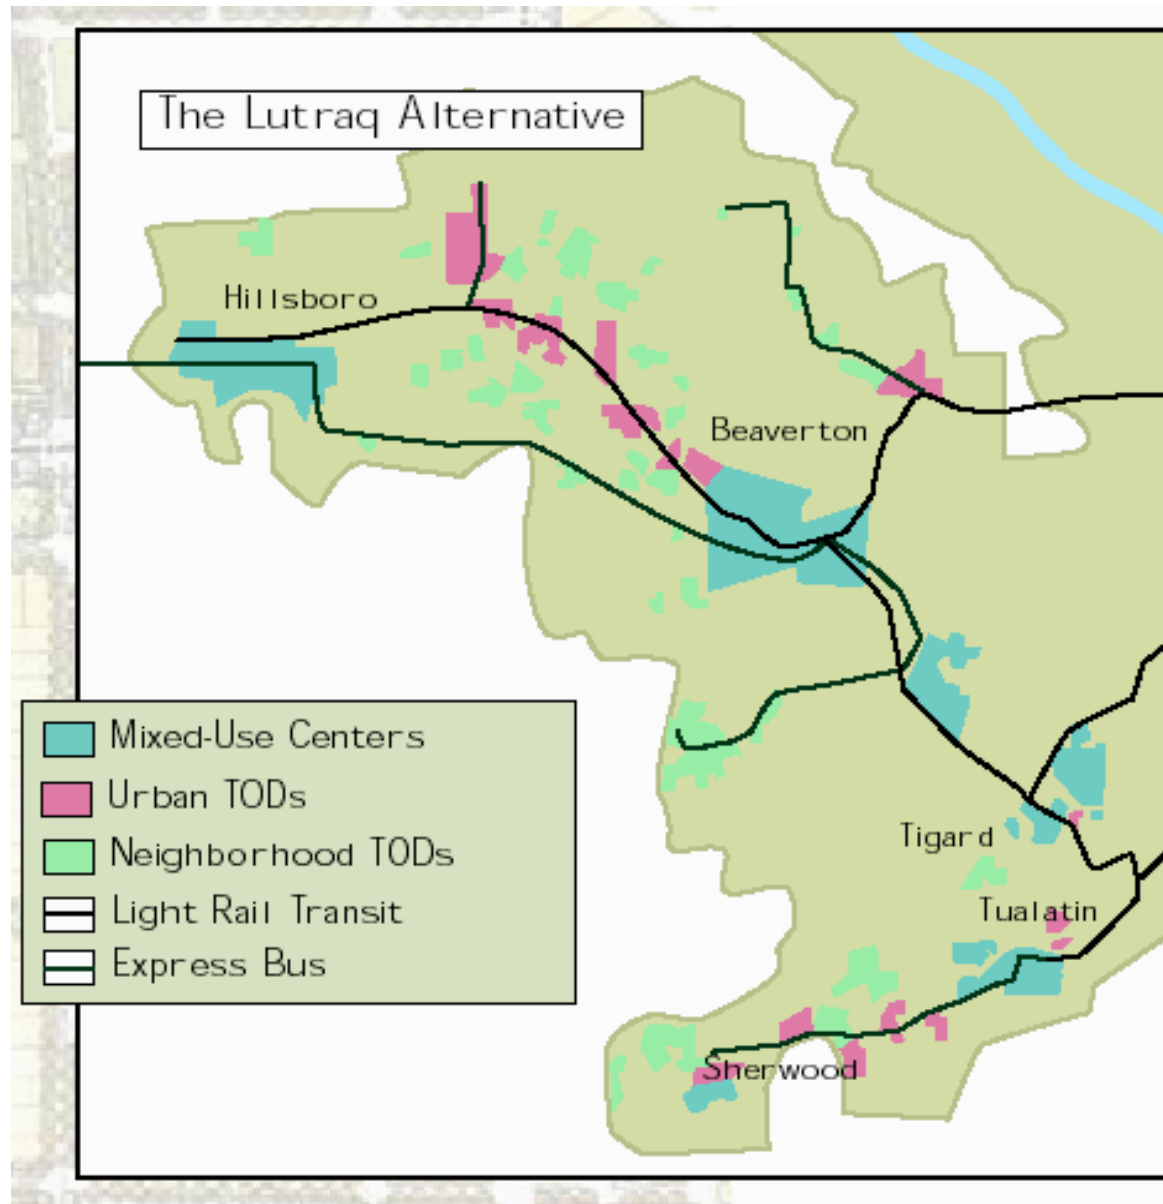 The Lutraq Alternative
Hillsboro
Beaverton
Mixed-Use Centers
Urban TODs
Neighborhood TODs
Light Rail Transit
Express Bus
Tigard
Tualatin
Sherwood